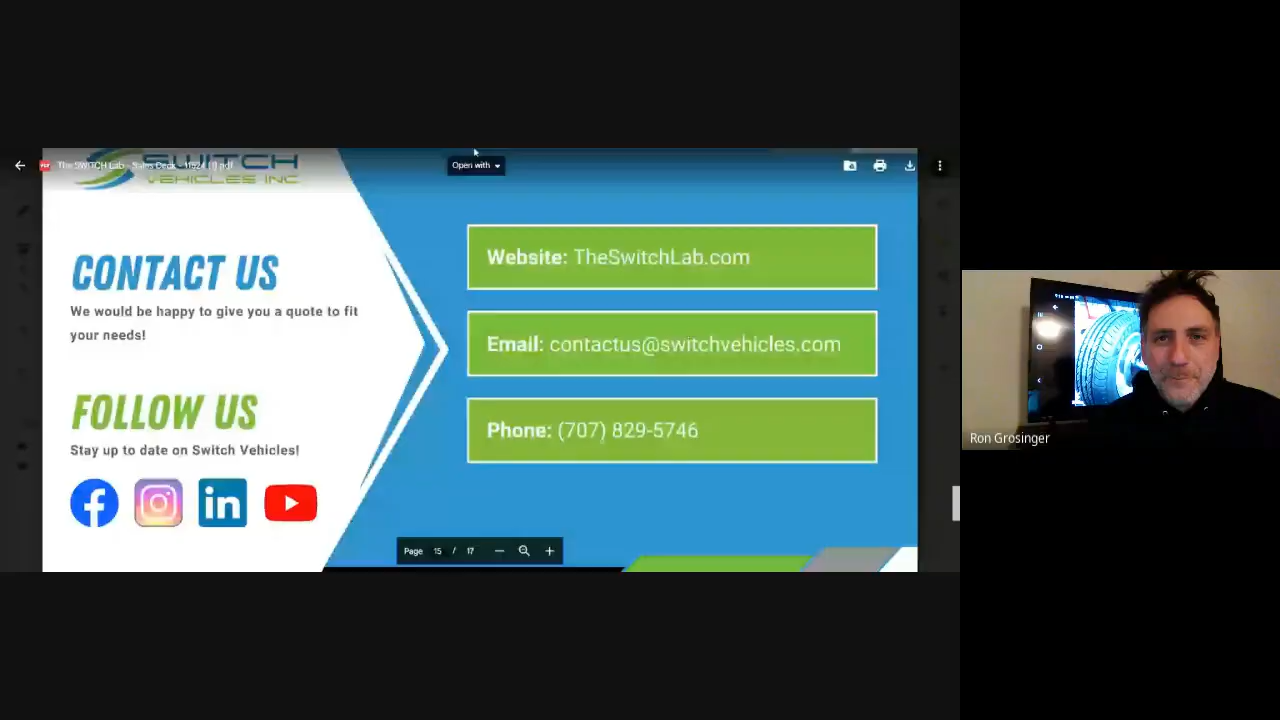 SWITCH
VEHICLES INC
Open with
CONTACT US
We would be happy to give you a quote to fit
your needs!
FOLLOW US
Stay up to date on Switch Vehicles!
in
Website: TheSwitchLab.com
Email: contactus@switchvehicles.com
Phone: (707) 829-5746
Page 15 / 17
Ron Grosinger